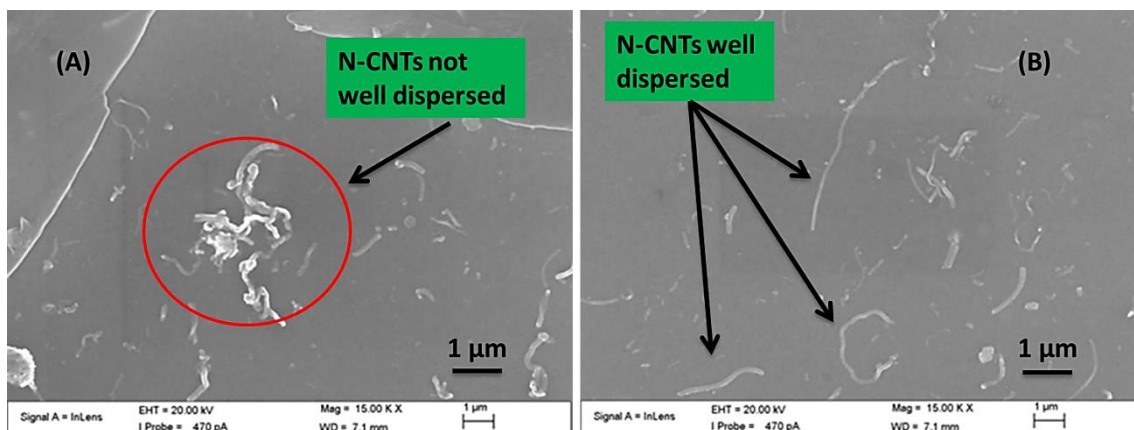 (A)
N-CNTs not
well dispersed
1 µm
Signal A = InLens
EHT = 20.00 kV
I Probe = 470 pA
Mag = 15.00 K X
WD = 7.1 mm
1 µm
N-CNTs well
dispersed
(B)
1 µm
Signal A = InLens
EHT = 20.00 kV
I Probe = 470 pA
Mag = 15.00 K X
WD = 7.1 mm
1 µm